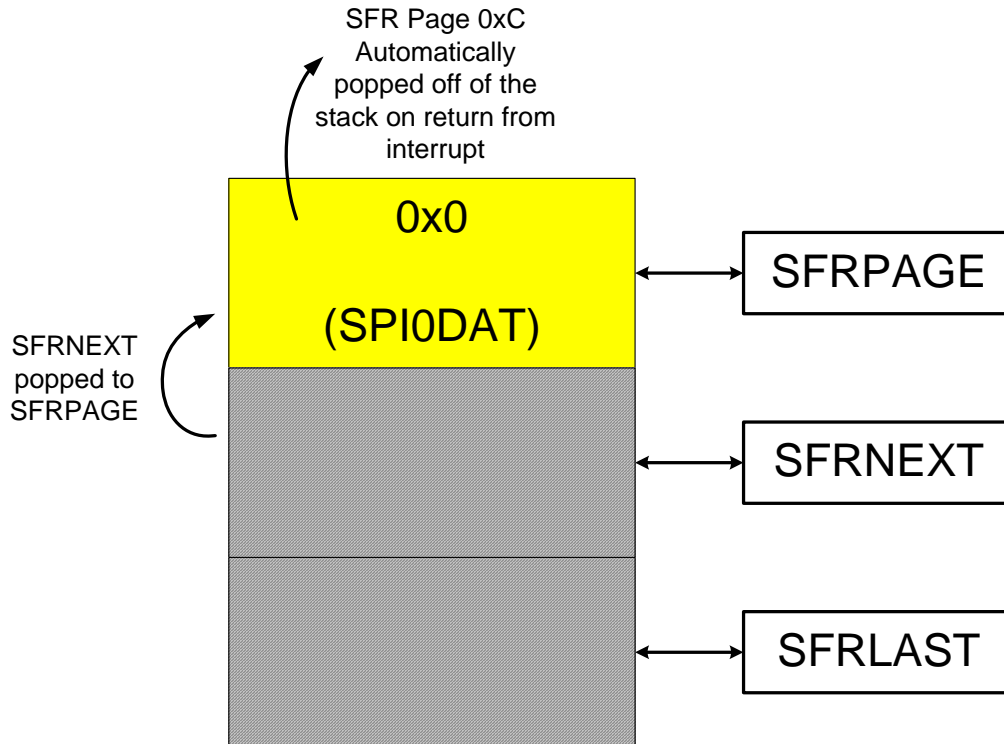 SFR Page 0xC
Automatically
popped off of the
stack on return from
interrupt
0x0
(SPI0DAT)
SFRPAGE
SFRNEXT
popped to
SFRPAGE
SFRNEXT
SFRLAST